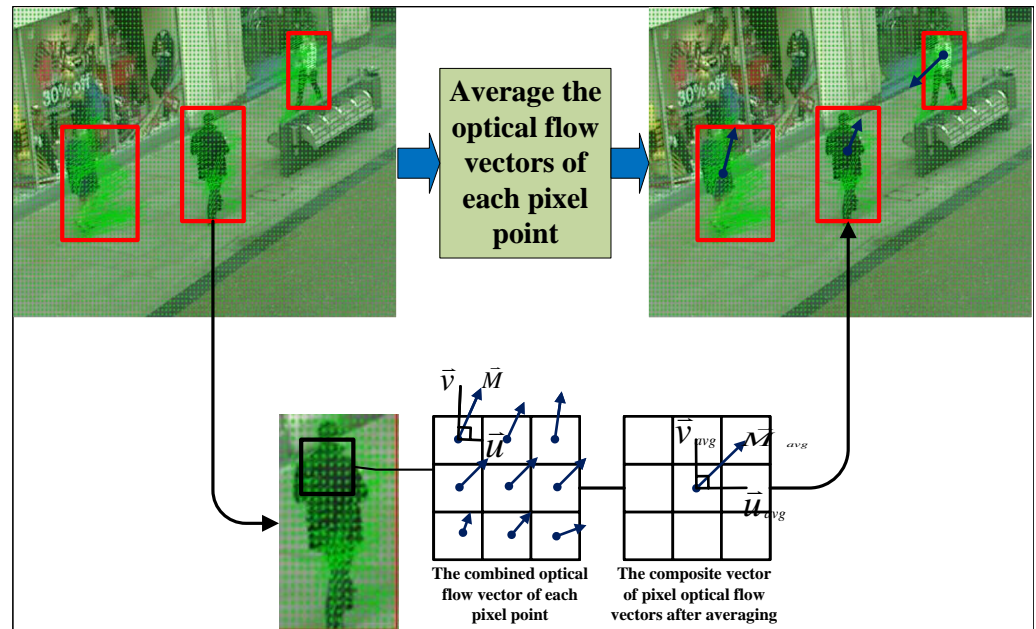 30% off
30% off
Average the
optical flow
vectors of
each pixel
point
v⃗
M⃗
u⃗
v⃗ avg
M⃗ avg
u⃗ avg
The combined optical
flow vector of each
pixel point
The composite vector
of pixel optical flow
vectors after averaging